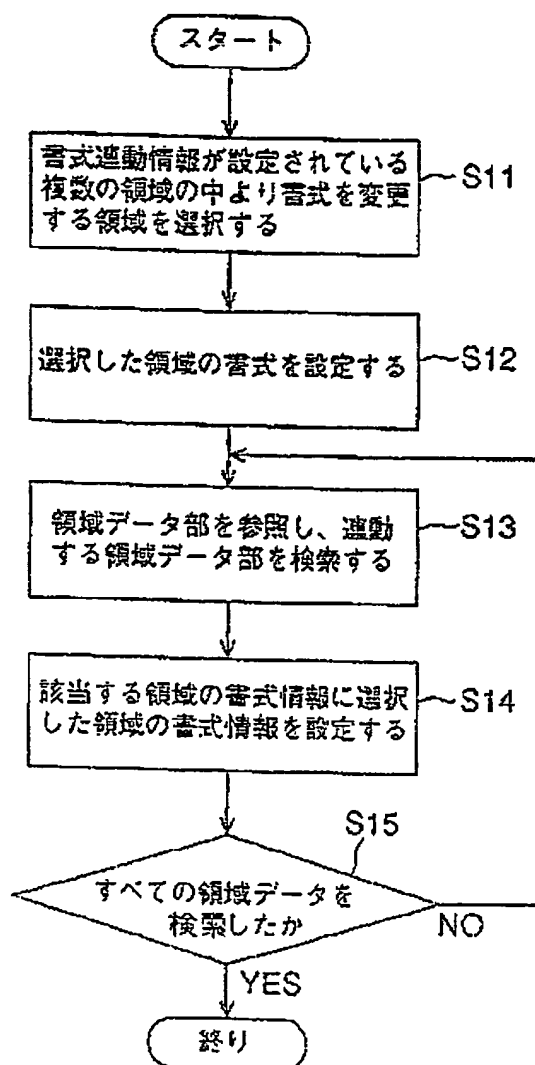 スタート
書式連動情報が設定されている
複数の領域の中より書式を変更
する領域を選択する
S11
選択した領域の書式を設定する
S12
領域データ部を参照し、連動
する領域データ部を検索する
S13
該当する領域の書式情報に選択
した領域の書式情報を設定する
S14
S15
すべての領域データを
検索したか
NO
YES
終り